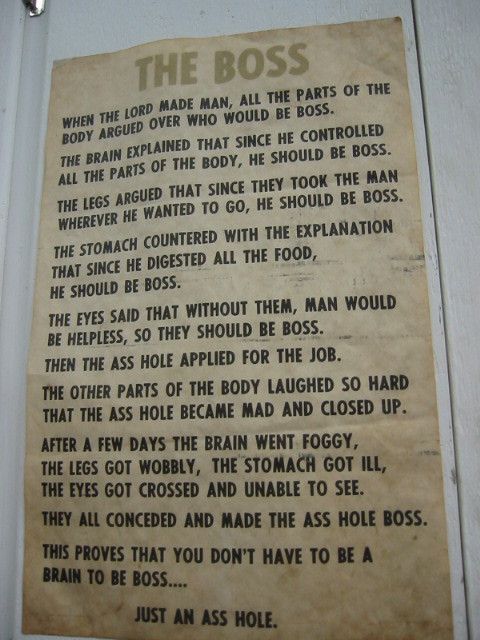 THE BOSS
WHEN THE LORD MADE MAN, ALL THE PARTS OF THE
BODY ARGUED OVER WHO WOULD BE BOSS.
THE BRAIN EXPLAINED THAT SINCE HE CONTROLLED
ALL THE PARTS OF THE BODY, HE SHOULD BE BOSS.
THE LEGS ARGUED THAT SINCE THEY TOOK THE MAN
WHEREVER HE WANTED TO GO, HE SHOULD BE BOSS.
THE STOMACH COUNTERED WITH THE EXPLANATION
THAT SINCE HE DIGESTED ALL THE FOOD,
HE SHOULD BE BOSS.
THE EYES SAID THAT WITHOUT THEM, MAN WOULD
BE HELPLESS, SO THEY SHOULD BE BOSS.
THEN THE ASS HOLE APPLIED FOR THE JOB.
THE OTHER PARTS OF THE BODY LAUGHED SO HARD
THAT THE ASS HOLE BECAME MAD AND CLOSED UP.
AFTER A FEW DAYS THE BRAIN WENT FOGGY,
THE LEGS GOT WOBBLY, THE STOMACH GOT ILL,
THE EYES GOT CROSSED AND UNABLE TO SEE.
THEY ALL CONCEDED AND MADE THE ASS HOLE BOSS.
THIS PROVES THAT YOU DON'T HAVE TO BE A
BRAIN TO BE BOSS....
JUST AN ASS HOLE.